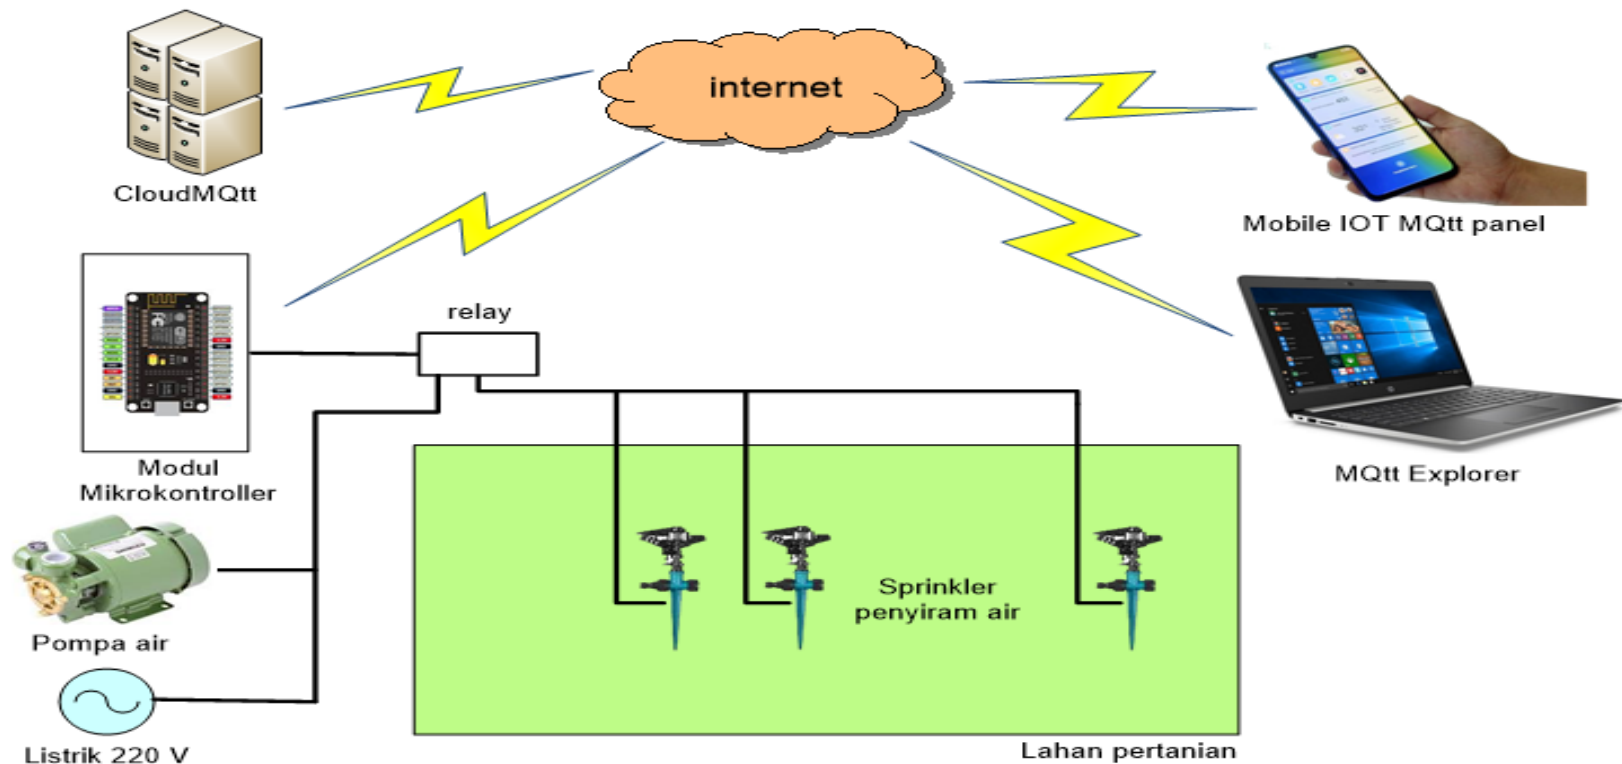 internet
CloudMQtt
Mobile IOT MQtt panel
relay
Modul
Mikrokontroller
MQtt Explorer
Sprinkler
penyiram air
Pompa air
Listrik 220 V
Lahan pertanian